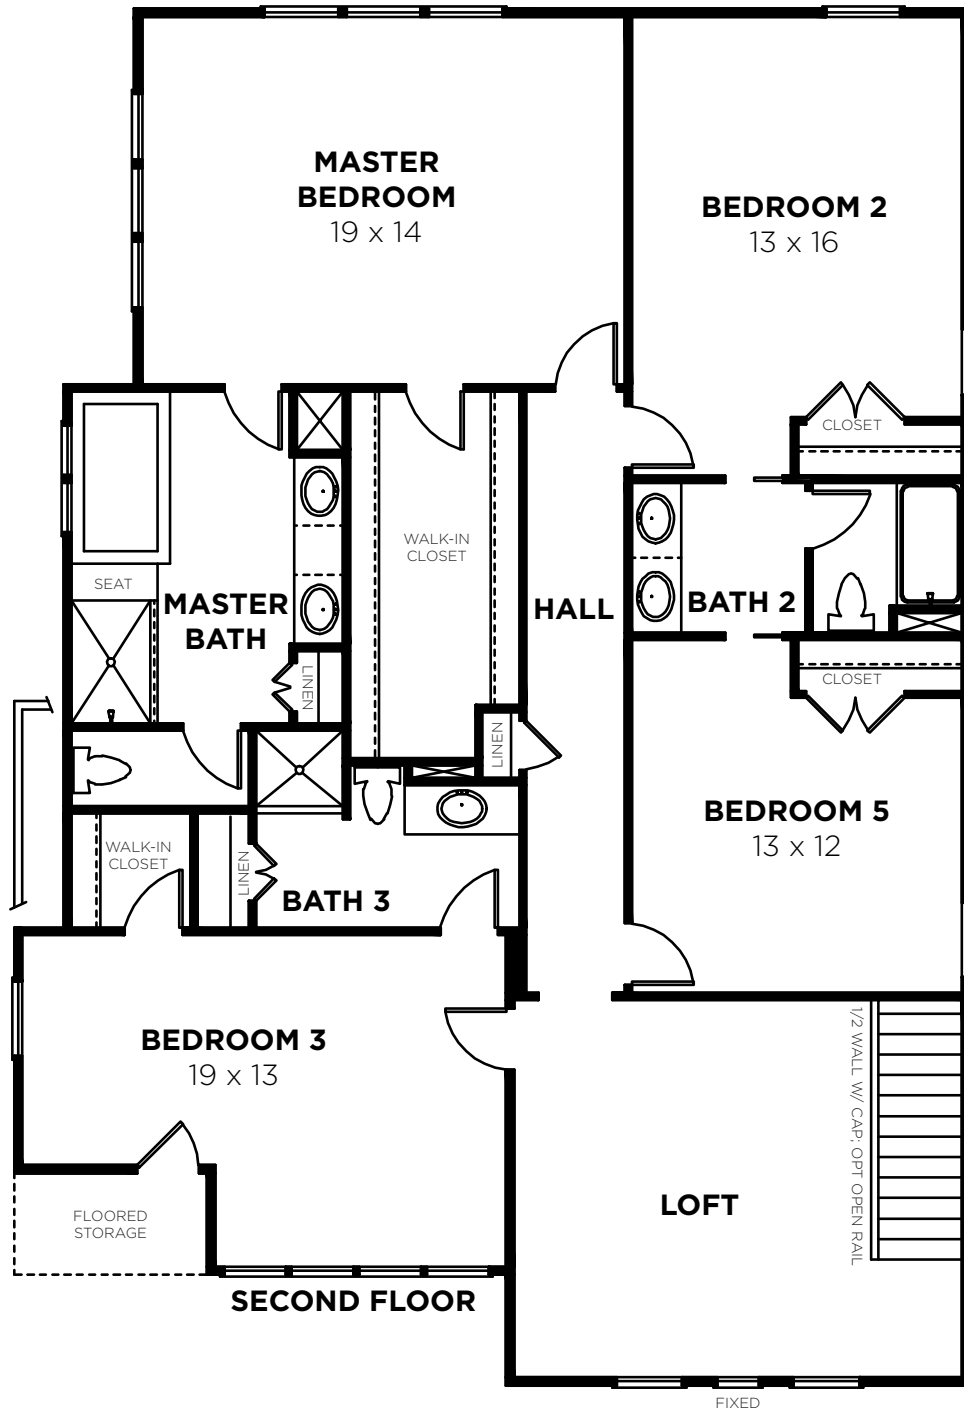 MASTER
BEDROOM
19 x 14
BEDROOM 2
13 x 16
CLOSET
WALK-IN
CLOSET
SEAT
MASTER
BATH
HALL
BATH 2
LINEN
CLOSET
LINEN
BEDROOM 5
13 x 12
WALK-IN
CLOSET
LINEN
BATH 3
BEDROOM 3
19 x 13
1/2 WALL W/ CAP; OPT OPEN RAIL
LOFT
FLOORED
STORAGE
SECOND FLOOR
FIXED